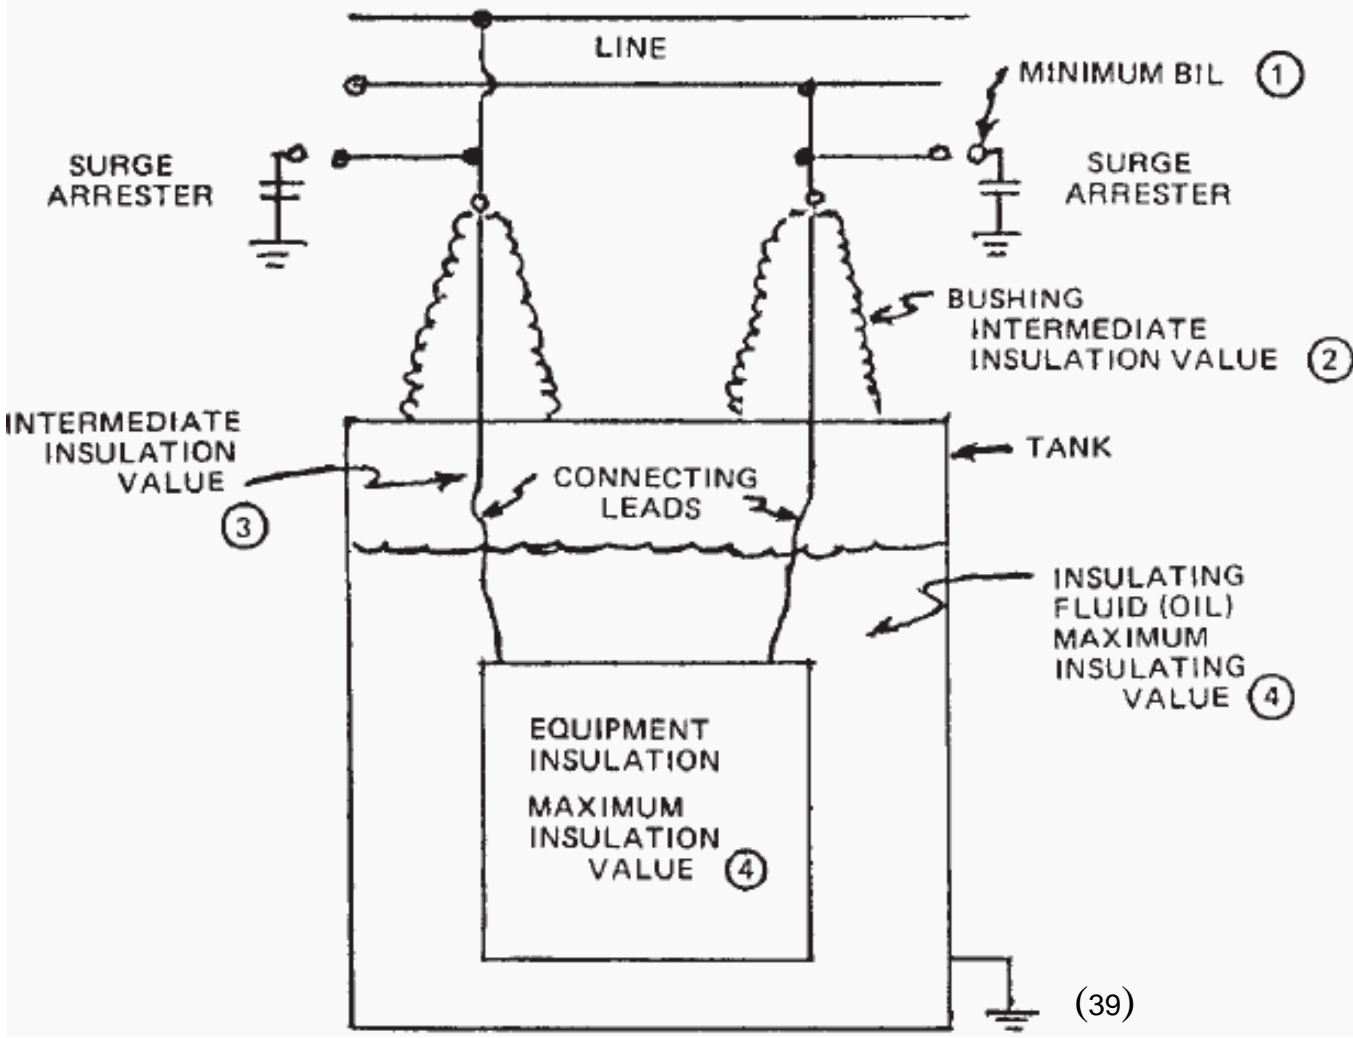 LINE
MINIMUM BIL ①
SURGE
ARRESTER
SURGE
ARRESTER
BUSHING
INTERMEDIATE
INSULATION VALUE ②
INTERMEDIATE
INSULATION
VALUE
③
CONNECTING
LEADS
TANK
INSULATING
FLUID (OIL)
MAXIMUM
INSULATING
VALUE ④
EQUIPMENT
INSULATION
MAXIMUM
INSULATION
VALUE ④
(39)